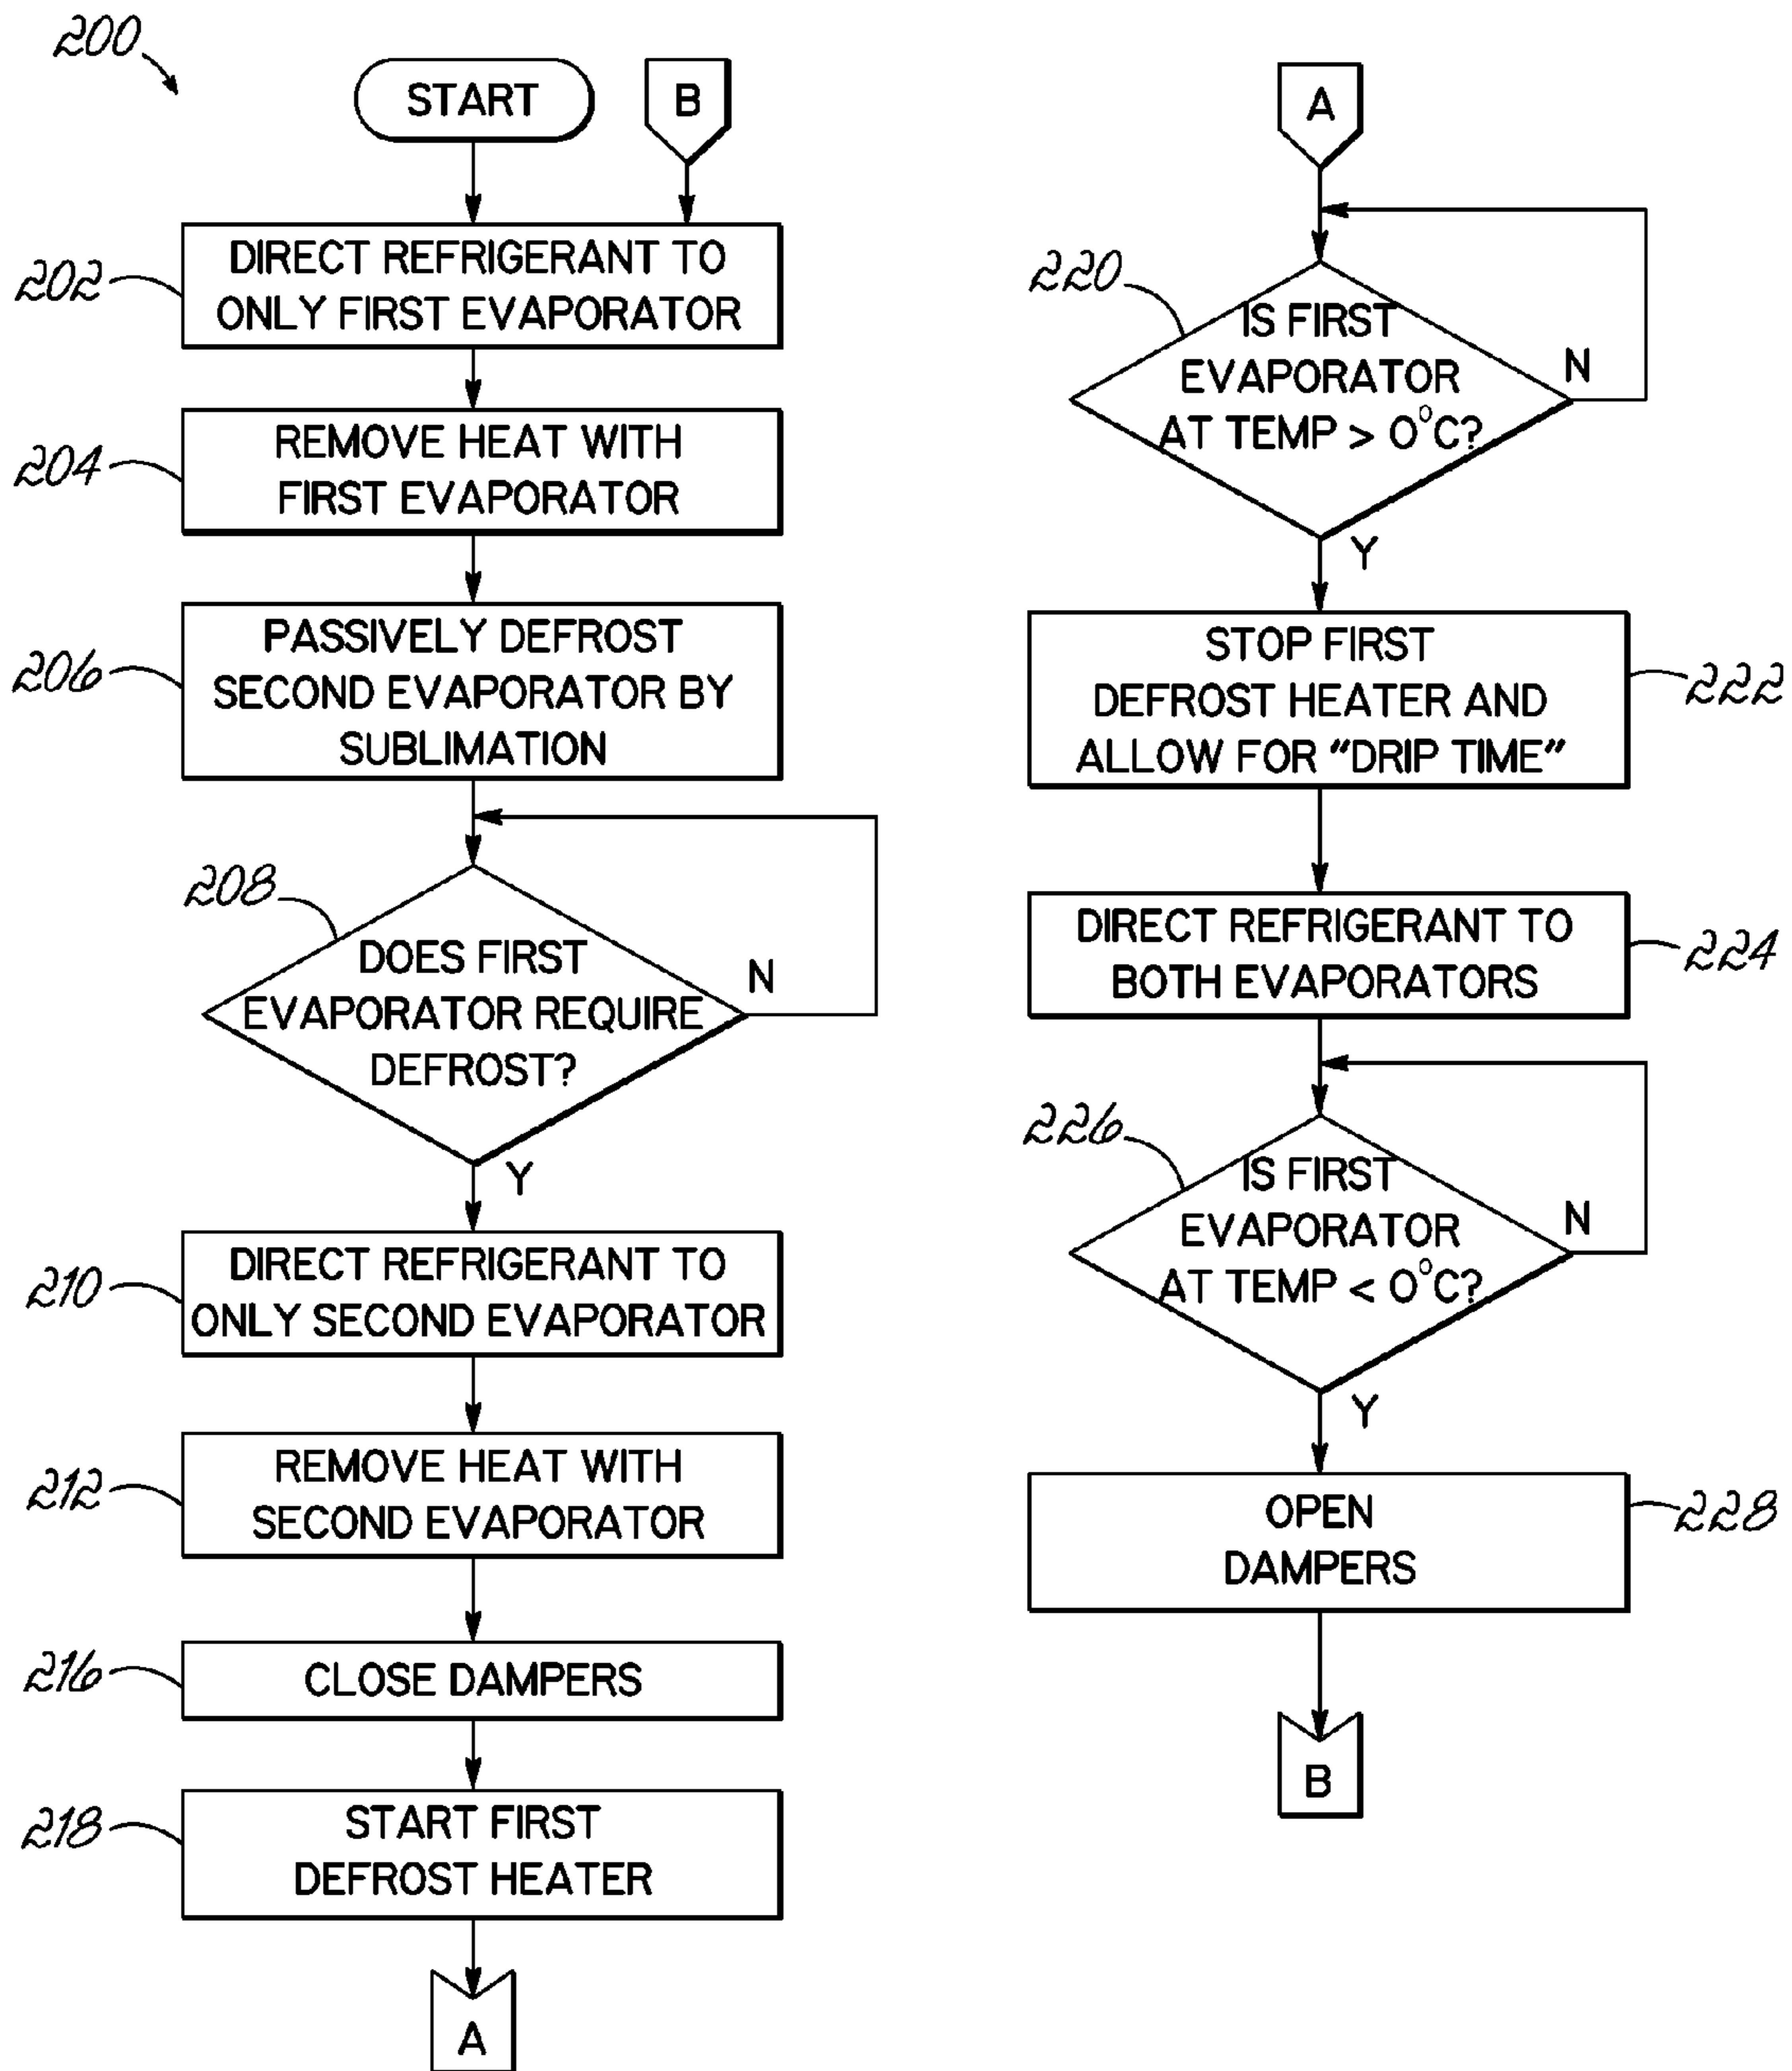 200
START
B
202
DIRECT REFRIGERANT TO
ONLY FIRST EVAPORATOR
204
REMOVE HEAT WITH
FIRST EVAPORATOR
206
PASSIVELY DEFROST
SECOND EVAPORATOR BY
SUBLIMATION
208
DOES FIRST
EVAPORATOR REQUIRE
DEFROST?
N
Y
210
DIRECT REFRIGERANT TO
ONLY SECOND EVAPORATOR
212
REMOVE HEAT WITH
SECOND EVAPORATOR
216
CLOSE DAMPERS
218
START FIRST
DEFROST HEATER
A
A
220
IS FIRST
EVAPORATOR
AT TEMP > 0°C?
N
Y
STOP FIRST
DEFROST HEATER AND
ALLOW FOR "DRIP TIME"
222
DIRECT REFRIGERANT TO
BOTH EVAPORATORS
224
226
IS FIRST
EVAPORATOR
AT TEMP < 0°C?
N
Y
OPEN
DAMPERS
228
B